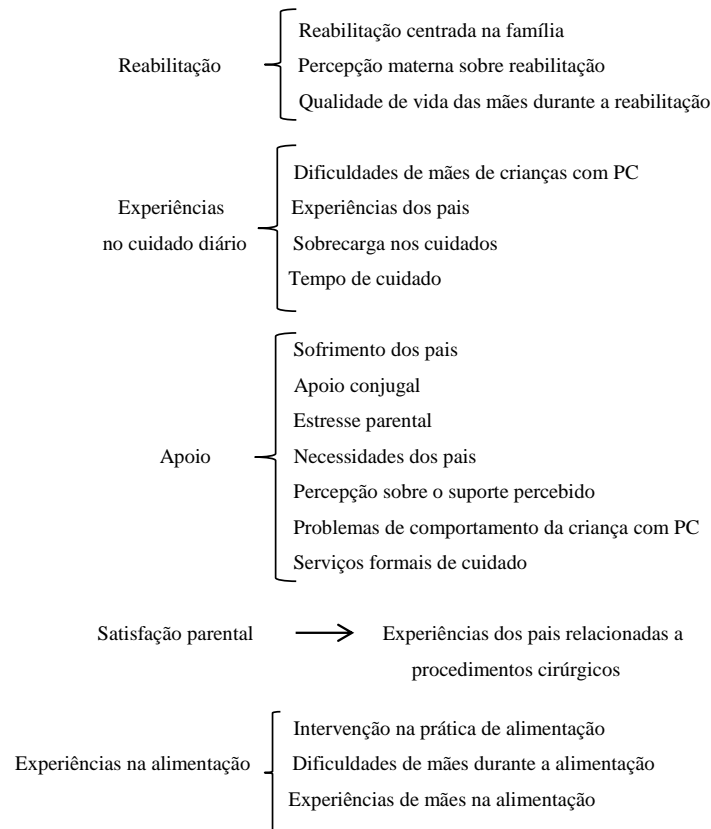 Reabilitação
Reabilitação centrada na família
Percepção materna sobre reabilitação
Qualidade de vida das mães durante a reabilitação
Experiências
no cuidado diário
Dificuldades de mães de crianças com PC
Experiências dos pais
Sobrecarga nos cuidados
Tempo de cuidado
Apoio
Sofrimento dos pais
Apoio conjugal
Estresse parental
Necessidades dos pais
Percepção sobre o suporte percebido
Problemas de comportamento da criança com PC
Serviços formais de cuidado
Satisfação parental
Experiências dos pais relacionadas a
procedimentos cirúrgicos
Experiências na alimentação
Intervenção na prática de alimentação
Dificuldades de mães durante a alimentação
Experiências de mães na alimentação